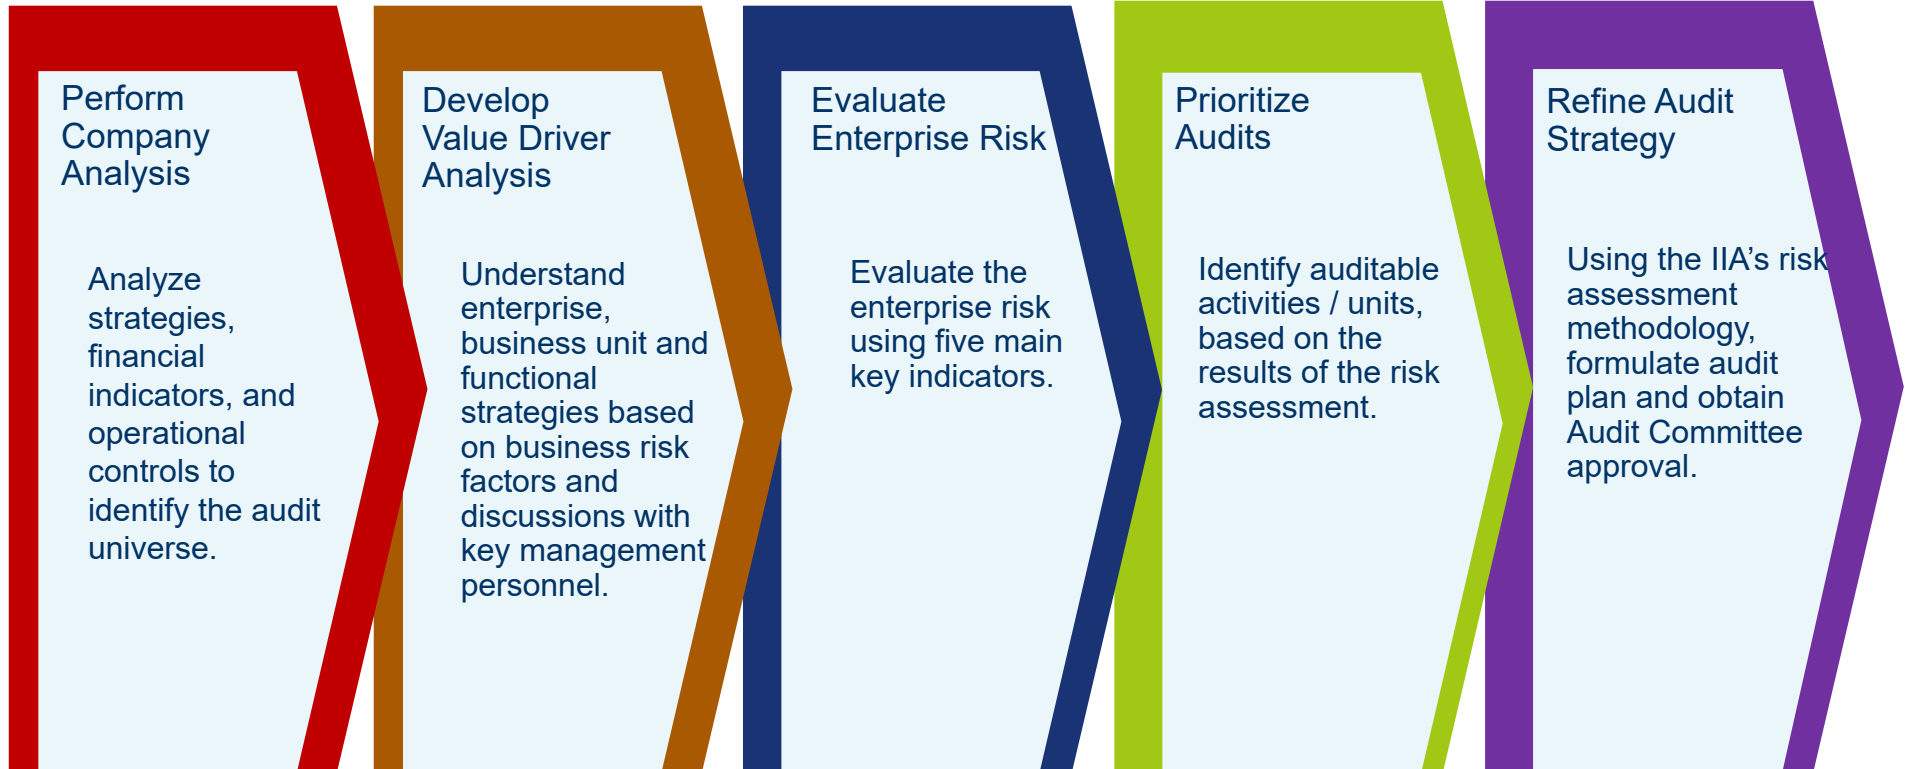 Perform
Company
Analysis
Analyze
strategies,
financial
indicators, and
operational
controls to
identify the audit
universe.
Develop
Value Driver
Analysis
Understand
enterprise,
business unit and
functional
strategies based
on business risk
factors and
discussions with
key management
personnel.
Evaluate
Enterprise Risk
Evaluate the
enterprise risk
using five main
key indicators.
Prioritize
Audits
Identify auditable
activities / units,
based on the
results of the risk
assessment.
Refine Audit
Strategy
Using the IIA’s risk
assessment
methodology,
formulate audit
plan and obtain
Audit Committee
approval.